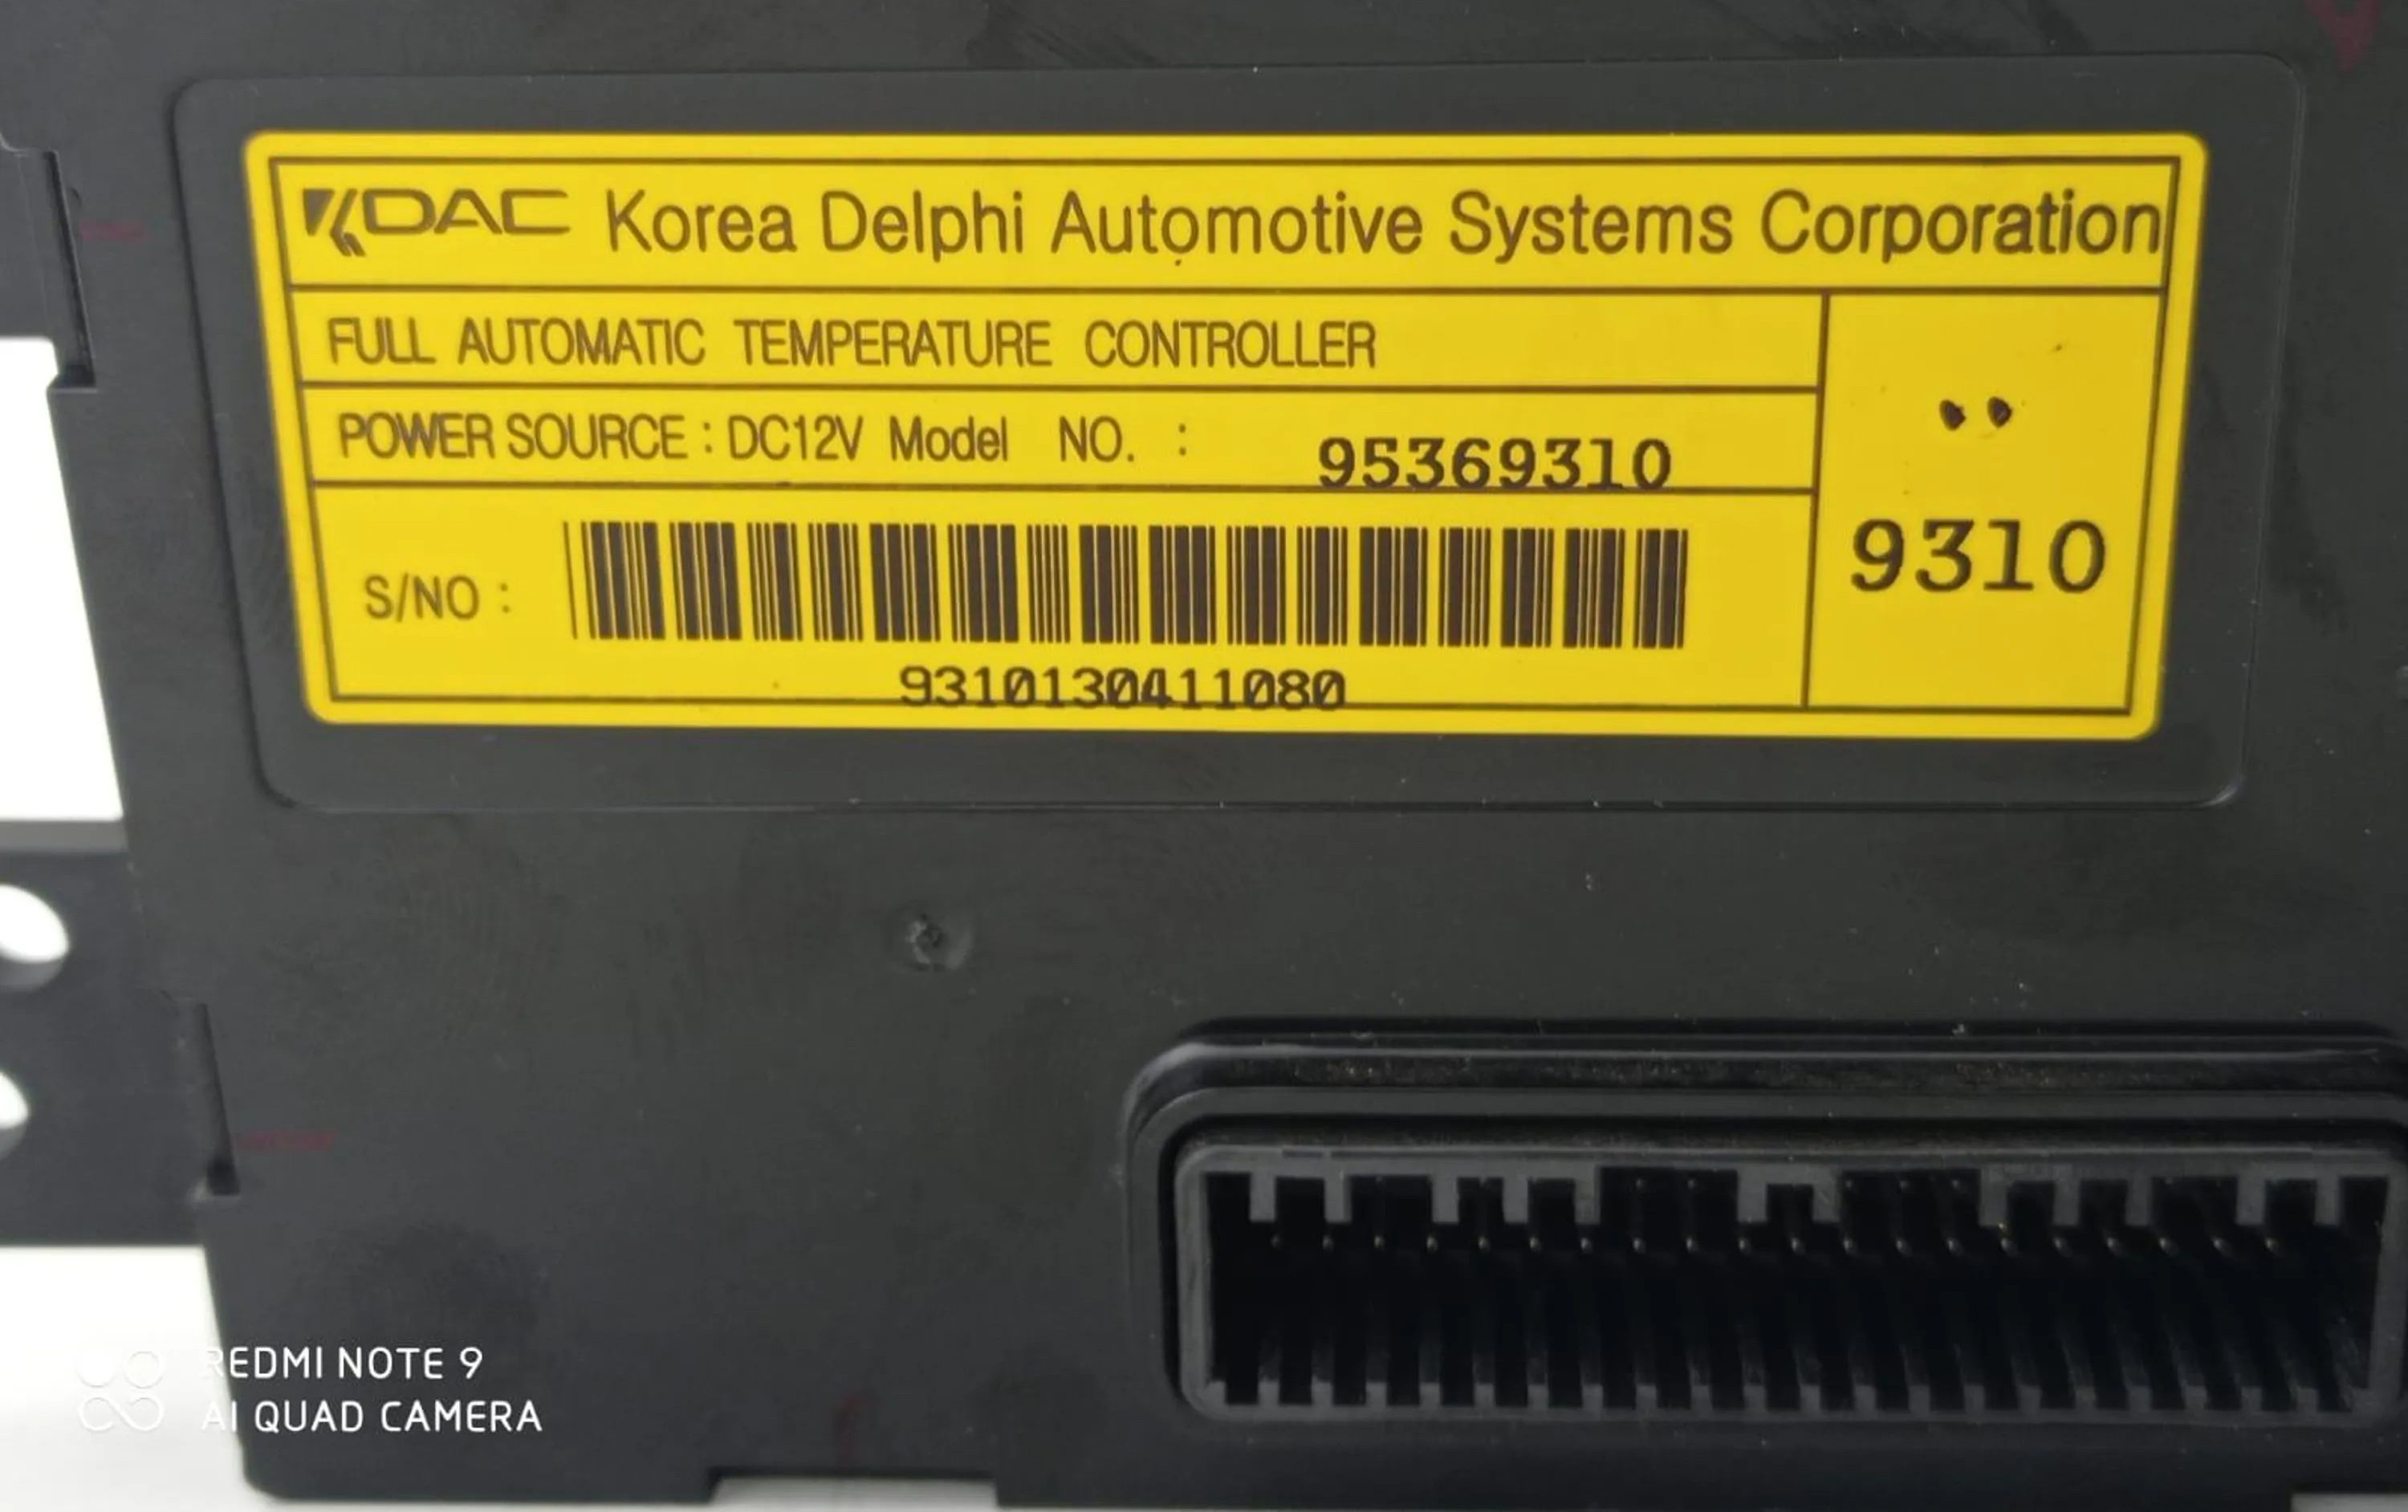 KDAC Korea Delphi Automotive Systems Corporation
FULL AUTOMATIC TEMPERATURE CONTROLLER
POWER SOURCE : DC12V Model NO. : 95369310
S/NO :
9310130411080
9310
REDMI NOTE 9
AI QUAD CAMERA